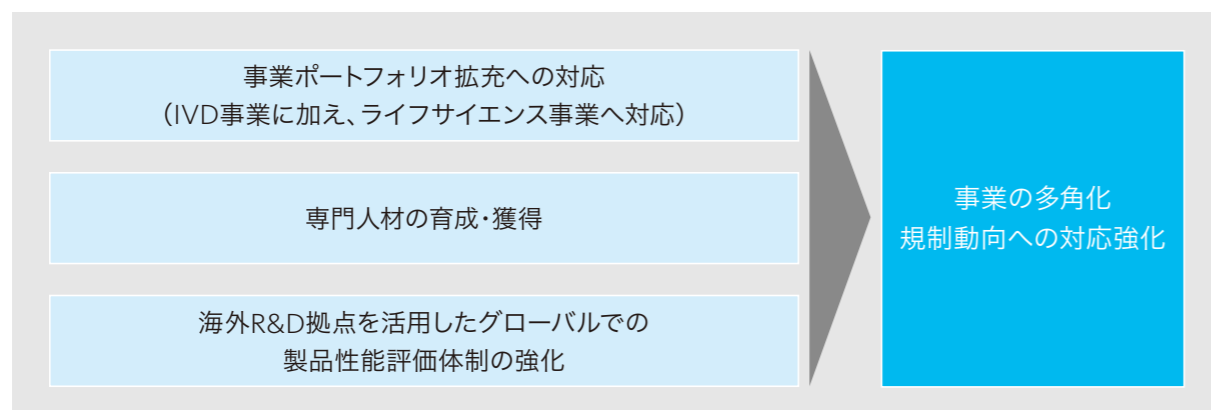 事業ポートフォリオ拡充への対応
（IVD事業に加え、ライフサイエンス事業へ対応）
専門人材の育成・獲得
海外R&D拠点を活用したグローバルでの
製品性能評価体制の強化
事業の多角化
規制動向への対応強化